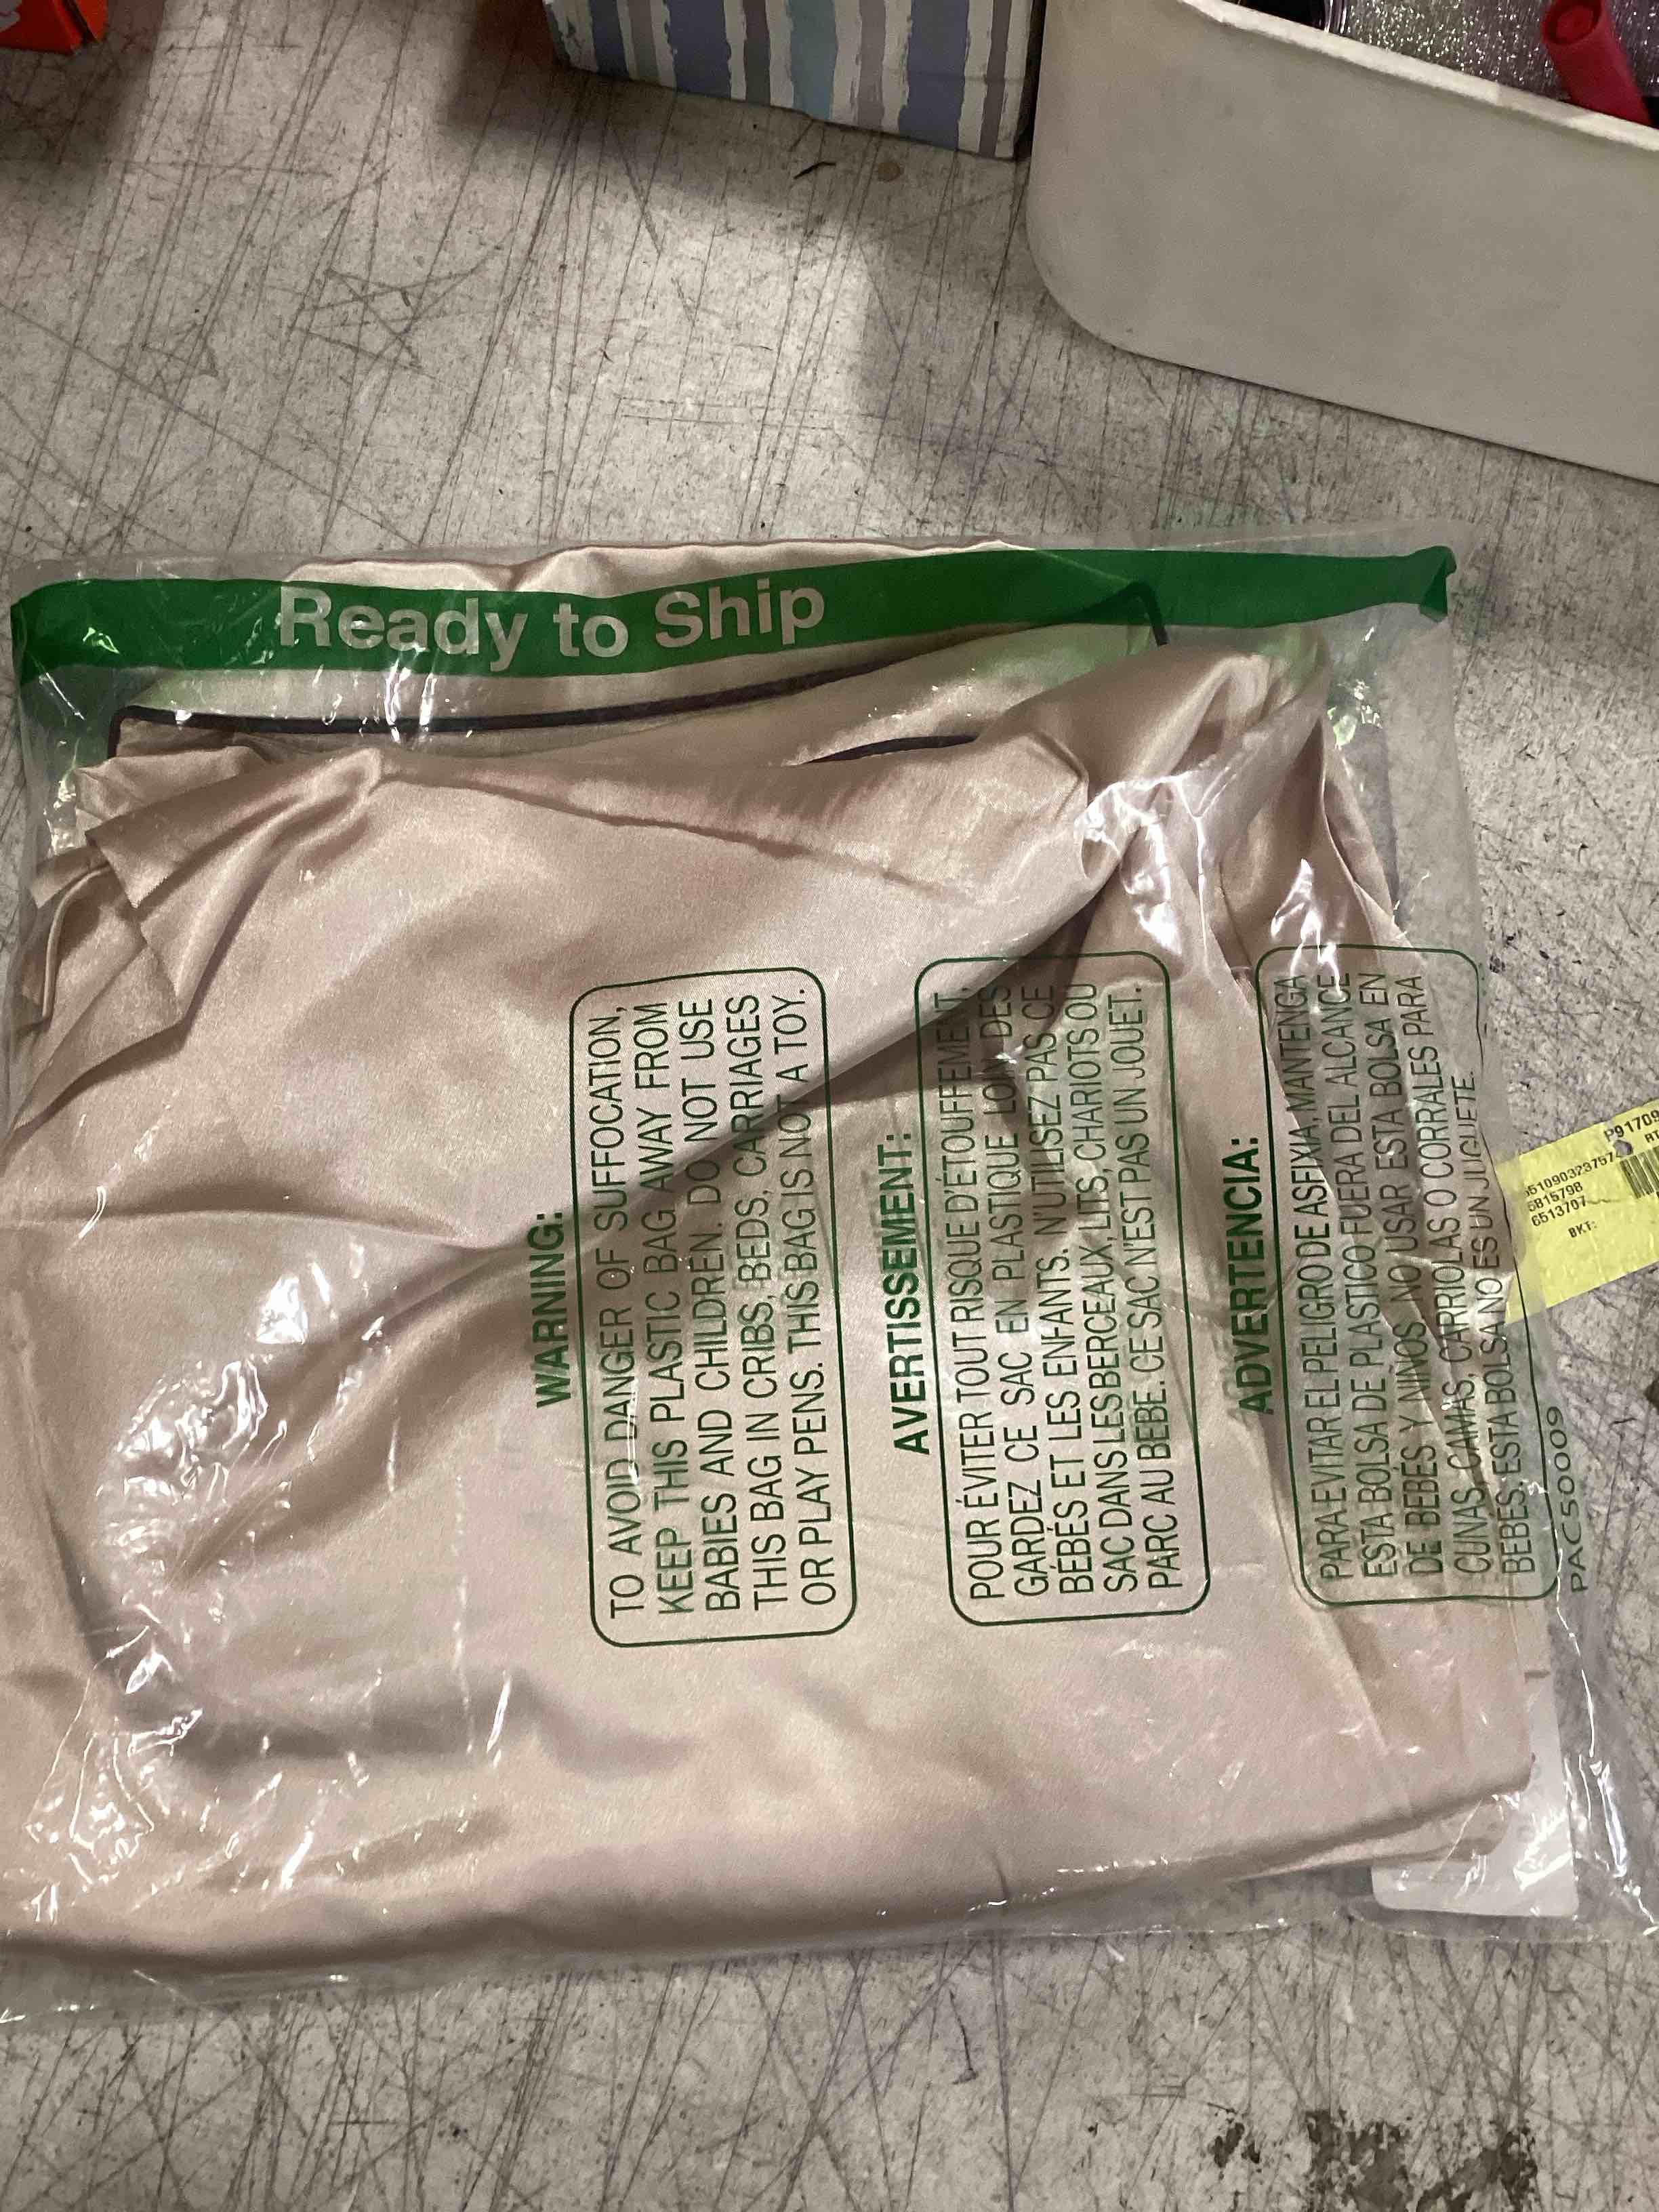 Ready to Ship
WARNING:
TO AVOID DANGER OF SUFFOCATION,
KEEP THIS PLASTIC BAG AWAY FROM
BABIES AND CHILDREN. DO NOT USE
THIS BAG IN CRIBS, BEDS, CARRIAGES
OR PLAY PENS. THIS BAG IS NOT A TOY.
AVERTISSEMENT:
POUR ÉVITER TOUT RISQUE D'ÉTOUFFEMENT,
GARDEZ CE SAC EN PLASTIQUE LOIN DES
BÉBÉS ET LES ENFANTS. N'UTILISEZ PAS CE
SAC DANS LES BERCEAUX, LITS, CHARIOTS OU
PARC AU BÉBE. CE SAC N'EST PAS UN JOUET.
ADVERTENCIA:
PARA EVITAR EL PELIGRO DE ASFIXIA, MANTENGA
ESTA BOLSA DE PLASTICO FUERA DEL ALCANCE
DE BEBES Y NIÑOS. NO USAR ESTA BOLSA EN
CUNAS, CAMAS, CARRIOLAS O CORRALES PARA
BEBES. ESTA BOLSA NO ES UN JUGUETE.
PAC50009
P91709
5815798
BKT: